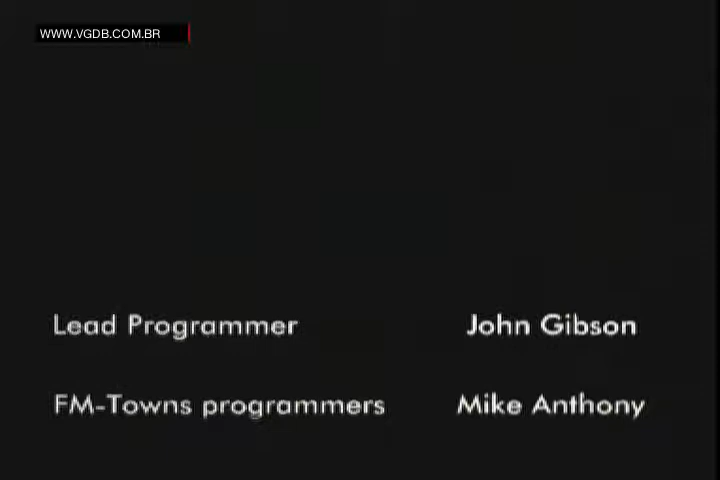 WWW.VGDB.COM.BR
Lead Programmer John Gibson
FM-Towns programmers Mike Anthony